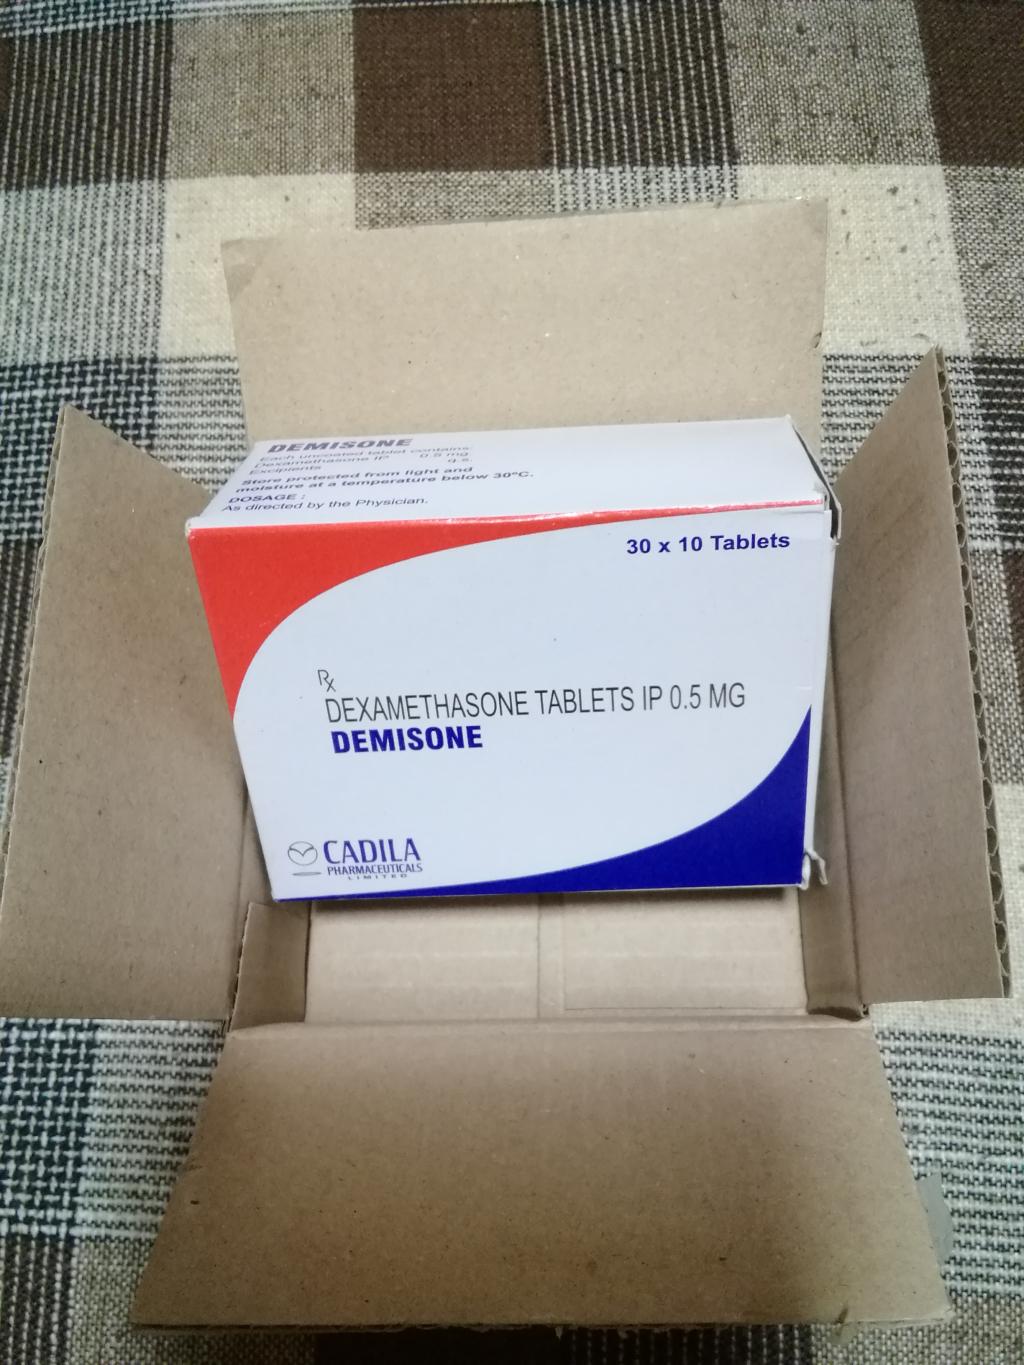 DEMISONE
Each uncoated tablet contains:
Dexamethasone IP 0.5 mg
Excipients q.s.
Store protected from light and
moisture at a temperature below 30°C.
DOSAGE :
As directed by the Physician.
30 x 10 Tablets
Rx
DEXAMETHASONE TABLETS IP 0.5 MG
DEMISONE
CADILA
PHARMACEUTICALS
LIMITED